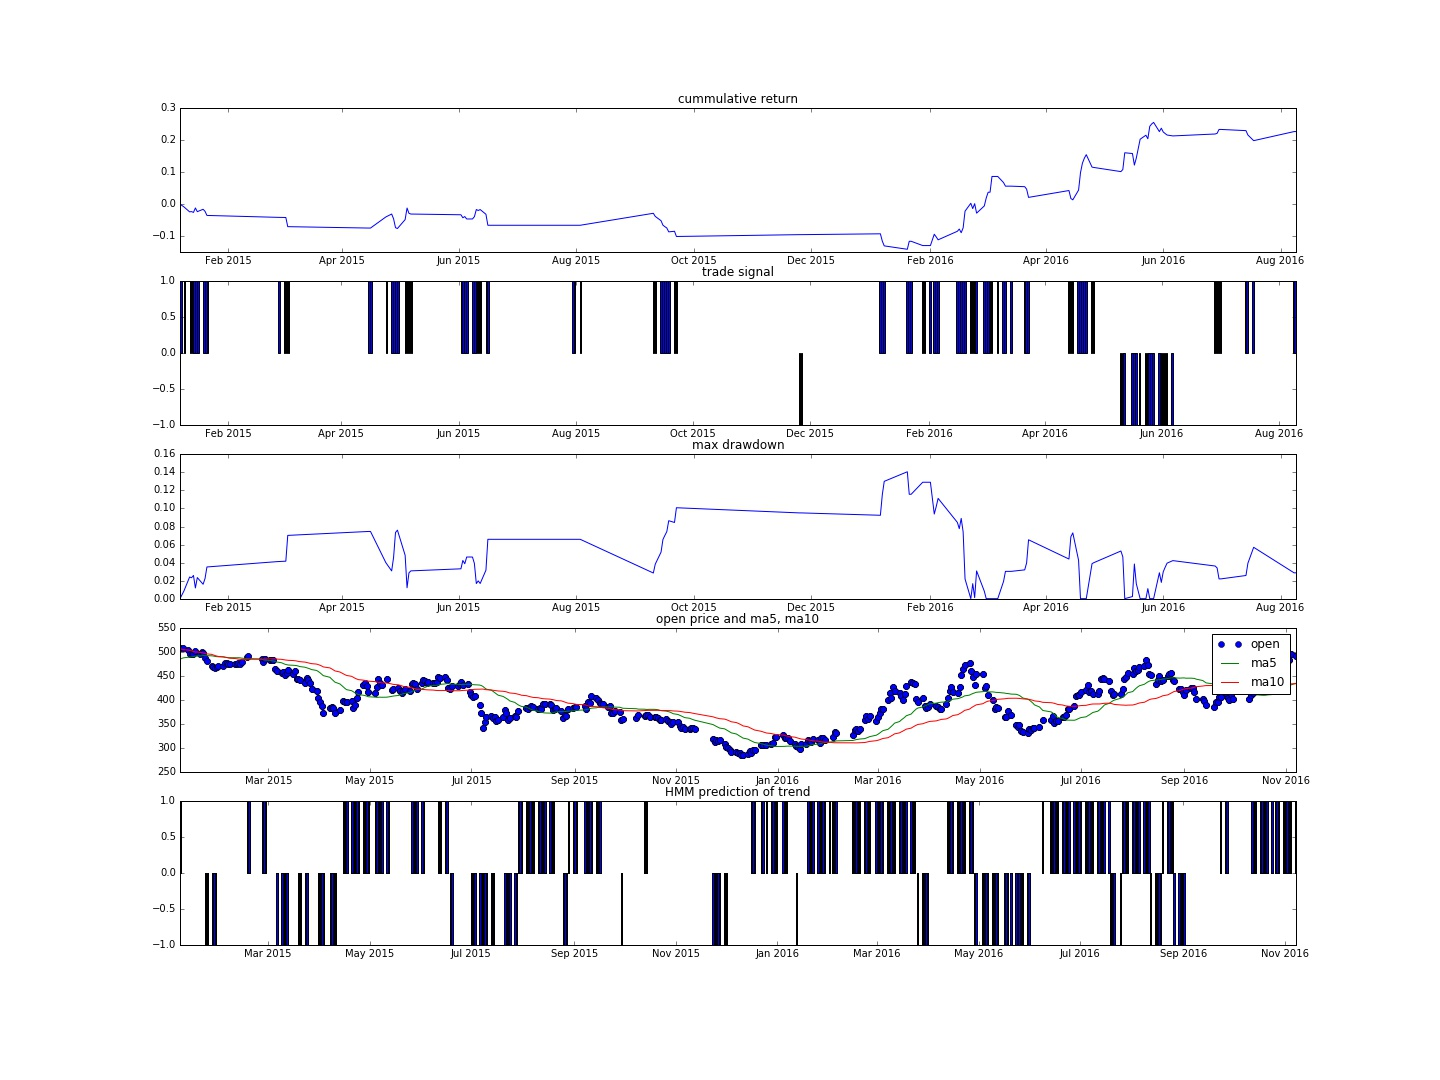 cummulative return
0.3
0.2
0.1
0.0
−0.1
Feb 2015 Apr 2015 Jun 2015 Aug 2015 Oct 2015 Dec 2015 Feb 2016 Apr 2016 Jun 2016 Aug 2016
trade signal
1.0
0.5
0.0
−0.5
−1.0
Feb 2015 Apr 2015 Jun 2015 Aug 2015 Oct 2015 Dec 2015 Feb 2016 Apr 2016 Jun 2016 Aug 2016
max drawdown
0.16
0.14
0.12
0.10
0.08
0.06
0.04
0.02
0.00
Feb 2015 Apr 2015 Jun 2015 Aug 2015 Oct 2015 Dec 2015 Feb 2016 Apr 2016 Jun 2016 Aug 2016
open price and ma5, ma10
550
500
450
400
350
300
250
open
ma5
ma10
Mar 2015 May 2015 Jul 2015 Sep 2015 Nov 2015 Jan 2016 Mar 2016 May 2016 Jul 2016 Sep 2016 Nov 2016
HMM prediction of trend
1.0
0.5
0.0
−0.5
−1.0
Mar 2015 May 2015 Jul 2015 Sep 2015 Nov 2015 Jan 2016 Mar 2016 May 2016 Jul 2016 Sep 2016 Nov 2016